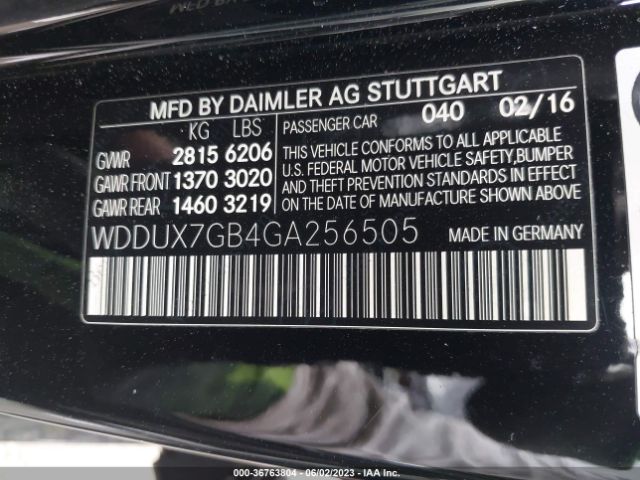 MFD BY DAIMLER AG STUTTGART
KG LBS
GVWR 2815 6206
GAWR FRONT 1370 3020
GAWR REAR 1460 3219
PASSENGER CAR 040 02/16
THIS VEHICLE CONFORMS TO ALL APPLICABLE
U.S. FEDERAL MOTOR VEHICLE SAFETY,BUMPER
AND THEFT PREVENTION STANDARDS IN EFFECT
ON THE DATE OF MANUFACTURE SHOWN ABOVE.
WDDUX7GB4GA256505 MADE IN GERMANY
000-36763804 - 06/02/2023 - IAA Inc.